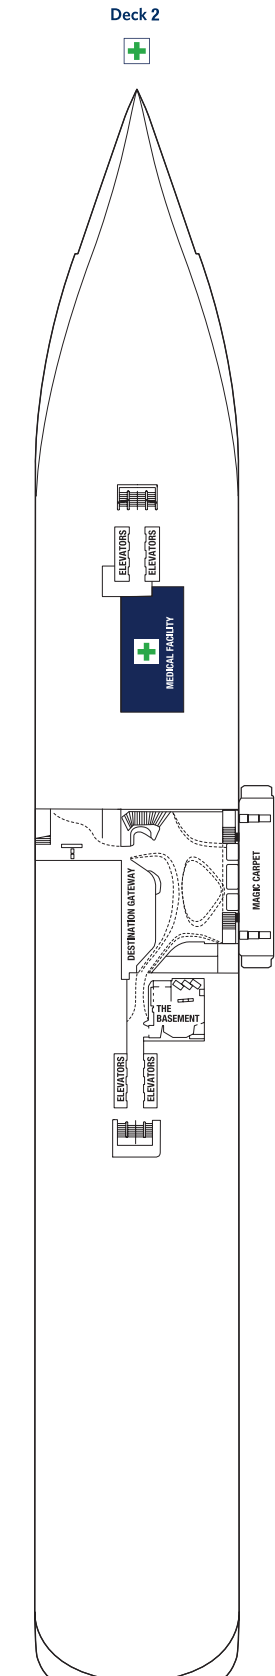 Deck 2
ELEVATORS
ELEVATORS
MEDICAL FACILITY
MAGIC CARPET
DESTINATION GATEWAY
THE
BASEMENT
ELEVATORS
ELEVATORS